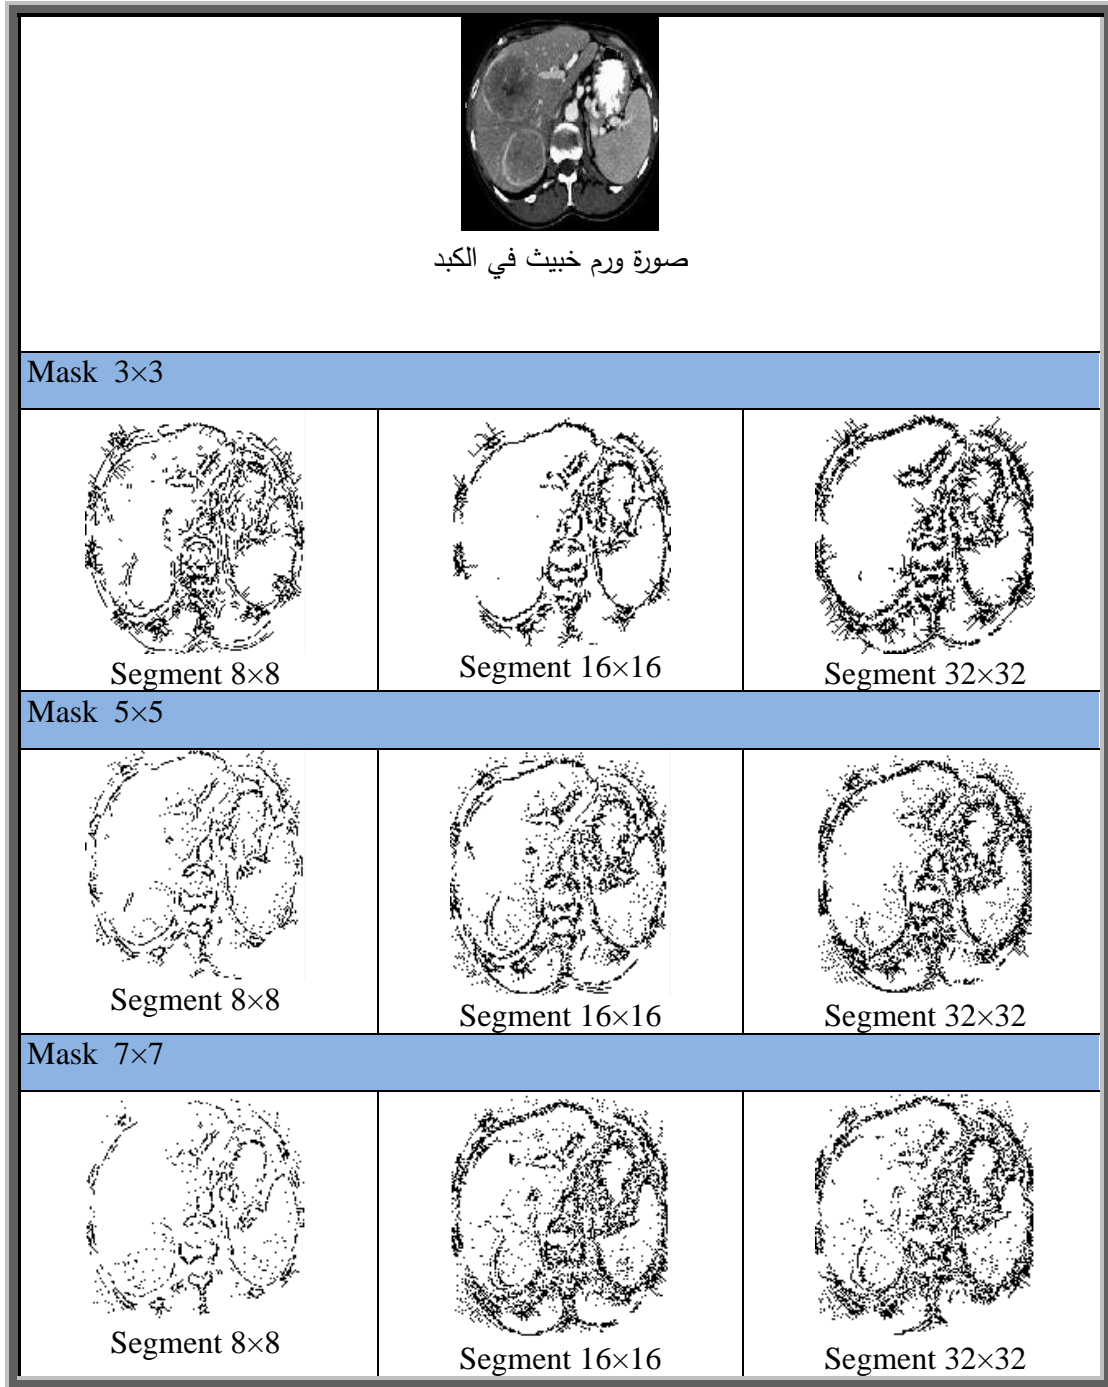 صورة ورم خبيث في الكبد
Mask 3×3
Segment 8×8
Segment 16×16
Segment 32×32
Mask 5×5
Segment 8×8
Segment 16×16
Segment 32×32
Mask 7×7
Segment 8×8
Segment 16×16
Segment 32×32